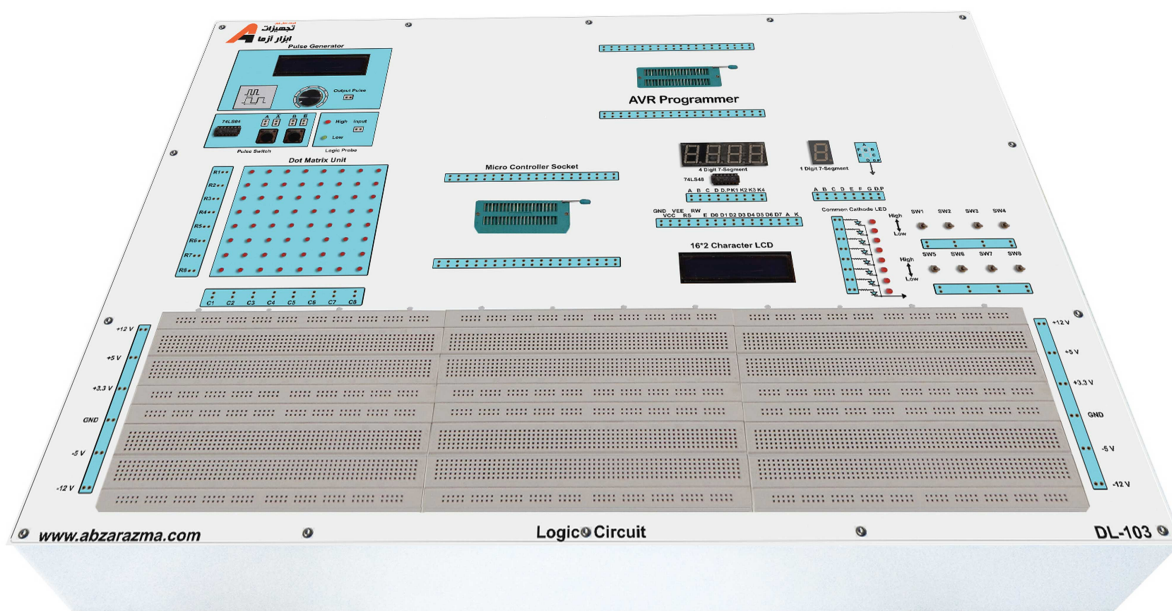 تجهیزات
ابزار آزما
Pulse Generator
Output Pulse
74LS04
A A B B
Pulse Switch
High Input
Low
Logic Probe
Dot Matrix Unit
R1
R2
R3
R4
R5
R6
R7
R8
C1 C2 C3 C4 C5 C6 C7 C8
Micro Controller Socket
AVR Programmer
4 Digit 7-Segment
74LS48
A B C D D.P K1 K2 K3 K4
1 Digit 7-Segment
A B C D E F G D.P
GND VEE RW
VCC RS E D0 D1 D2 D3 D4 D5 D6 D7 A K
16*2 Character LCD
Common Cathode LED
High
Low
SW1 SW2 SW3 SW4
High
Low
SW5 SW6 SW7 SW8
+12 V
+5 V
+3.3 V
GND
-5 V
-12 V
+12 V
+5 V
+3.3 V
GND
-5 V
-12 V
www.abzarazma.com
Logic Circuit
DL-103